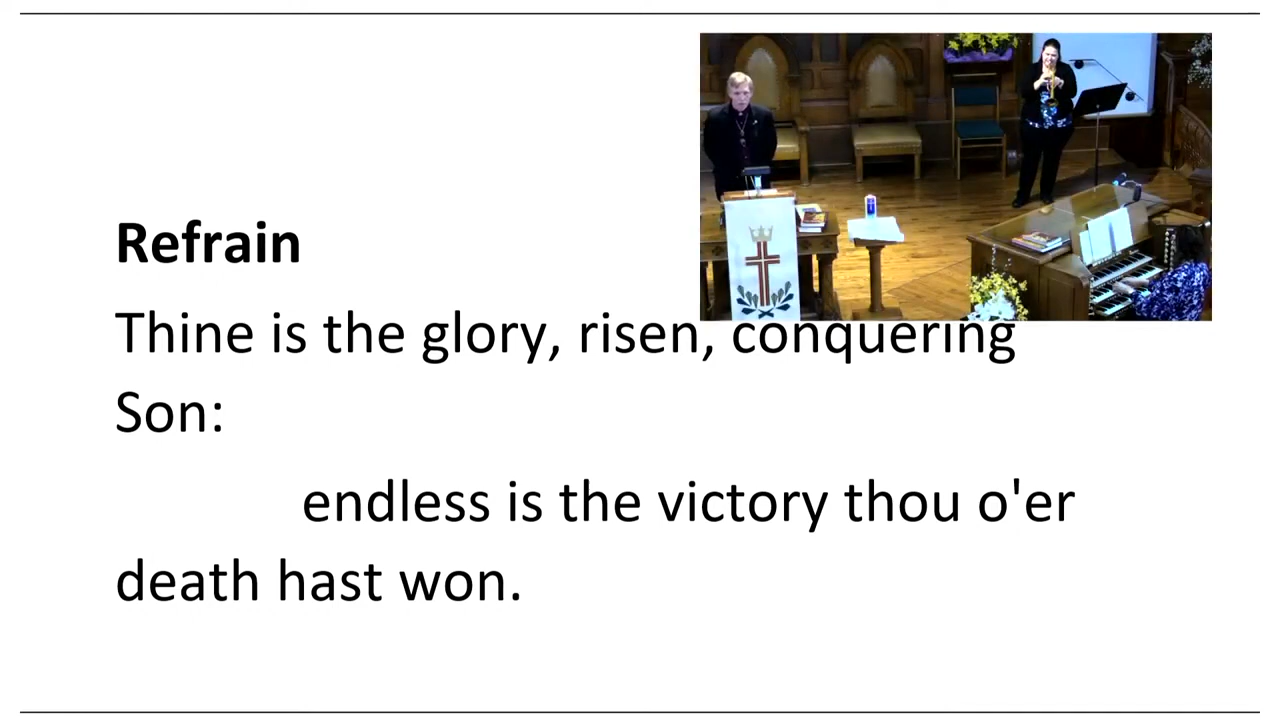 Refrain
Thine is the glory, risen, conquering
Son:
endless is the victory thou o'er
death hast won.